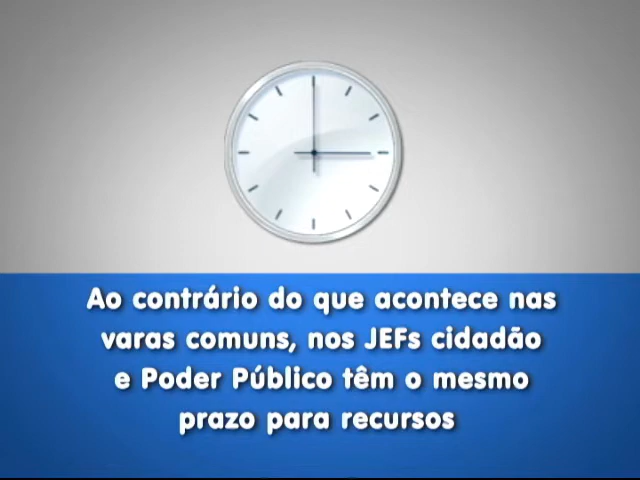 Ao contrário do que acontece nas
varas comuns, nos JEFs cidadão
e Poder Público têm o mesmo
prazo para recursos